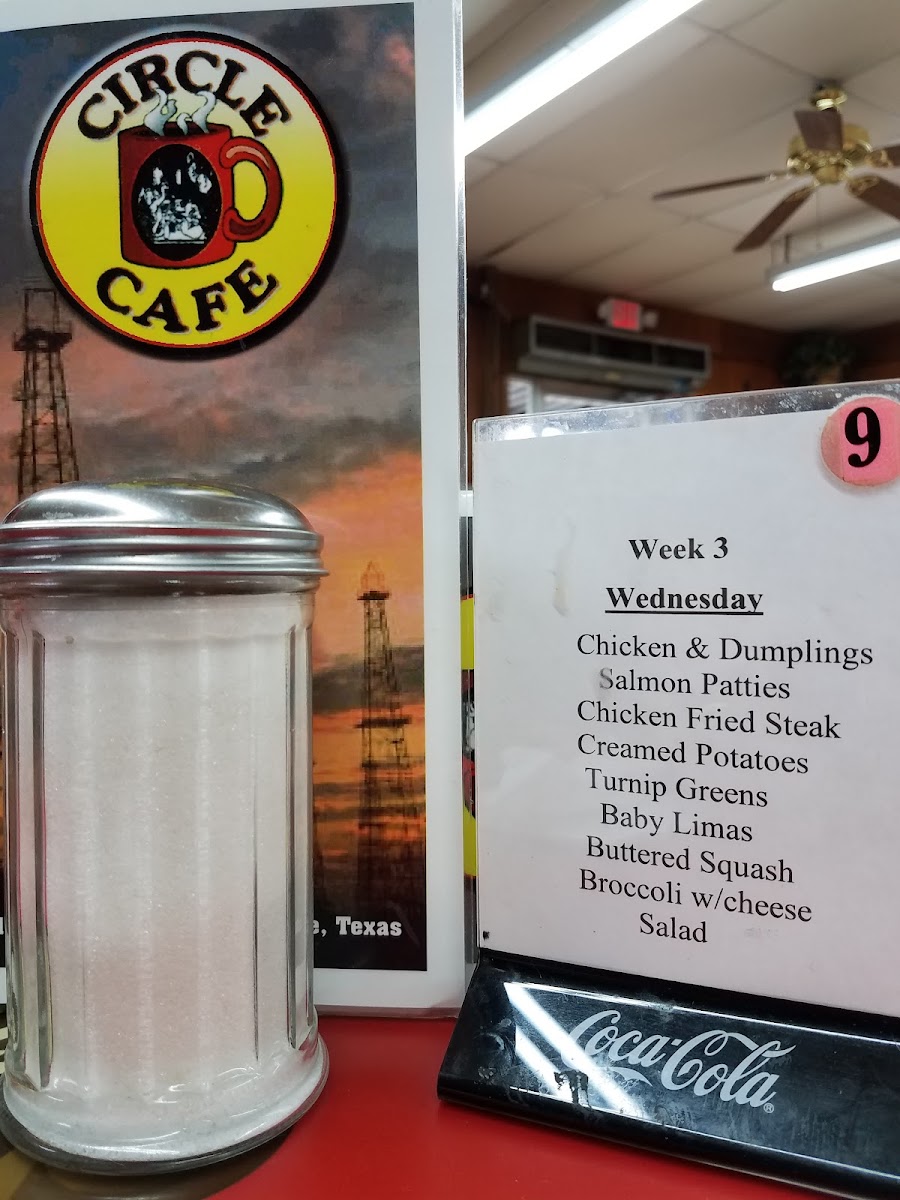 CIRCLE
CAFE
, Texas
9
Week 3
Wednesday
Chicken & Dumplings
Salmon Patties
Chicken Fried Steak
Creamed Potatoes
Turnip Greens
Baby Limas
Buttered Squash
Broccoli w/cheese
Salad
Coca-Cola®